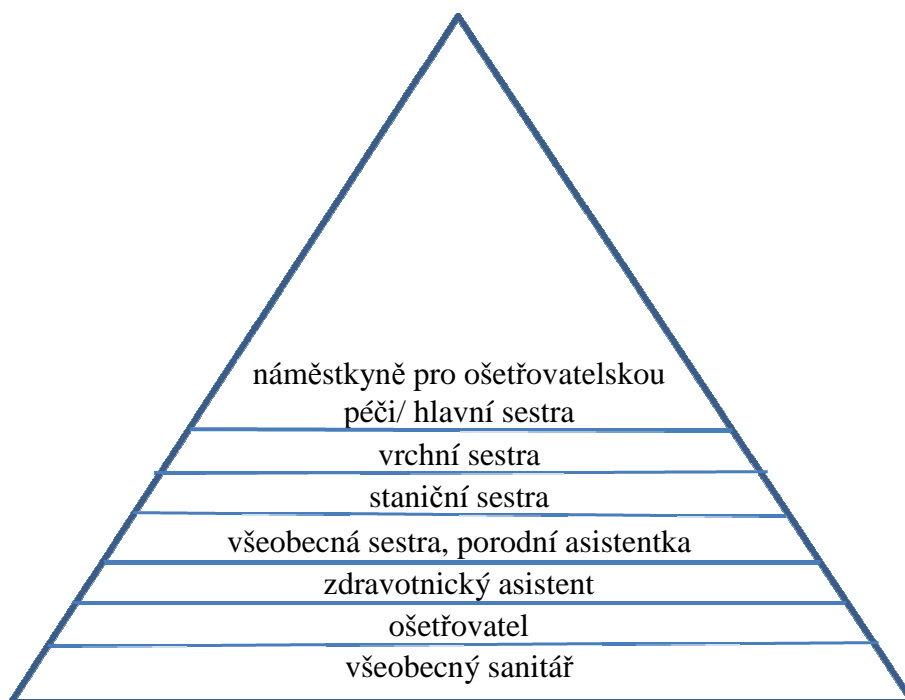 náměstkyně pro ošetřovatelskou
péči/ hlavní sestra
vrchní sestra
staniční sestra
všeobecná sestra, porodní asistentka
zdravotnický asistent
ošetřovatel
všeobecný sanitář